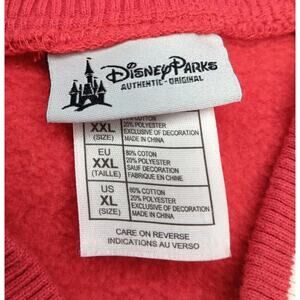 Disney Parks
AUTHENTIC • ORIGINAL
COTTON
XXL 20% POLYESTER
(SIZE) EXCLUSIVE OF DECORATION
MADE IN CHINA
EU 80% COTTON
XXL 20% POLYESTER
(TAILLE) SAUF DECORATION
FABRIQUE EN CHINE
US 80% COTTON
XL 20% POLYESTER
(SIZE) EXCLUSIVE OF DECORATION
MADE IN CHINA
CARE ON REVERSE
INDICATIONS AU VERSO